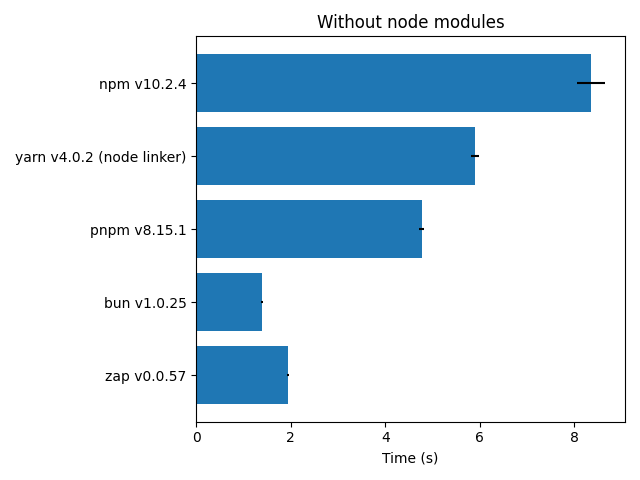 Without node modules
npm v10.2.4
yarn v4.0.2 (node linker)
pnpm v8.15.1
bun v1.0.25
zap v0.0.57
0 2 4 6 8
Time (s)